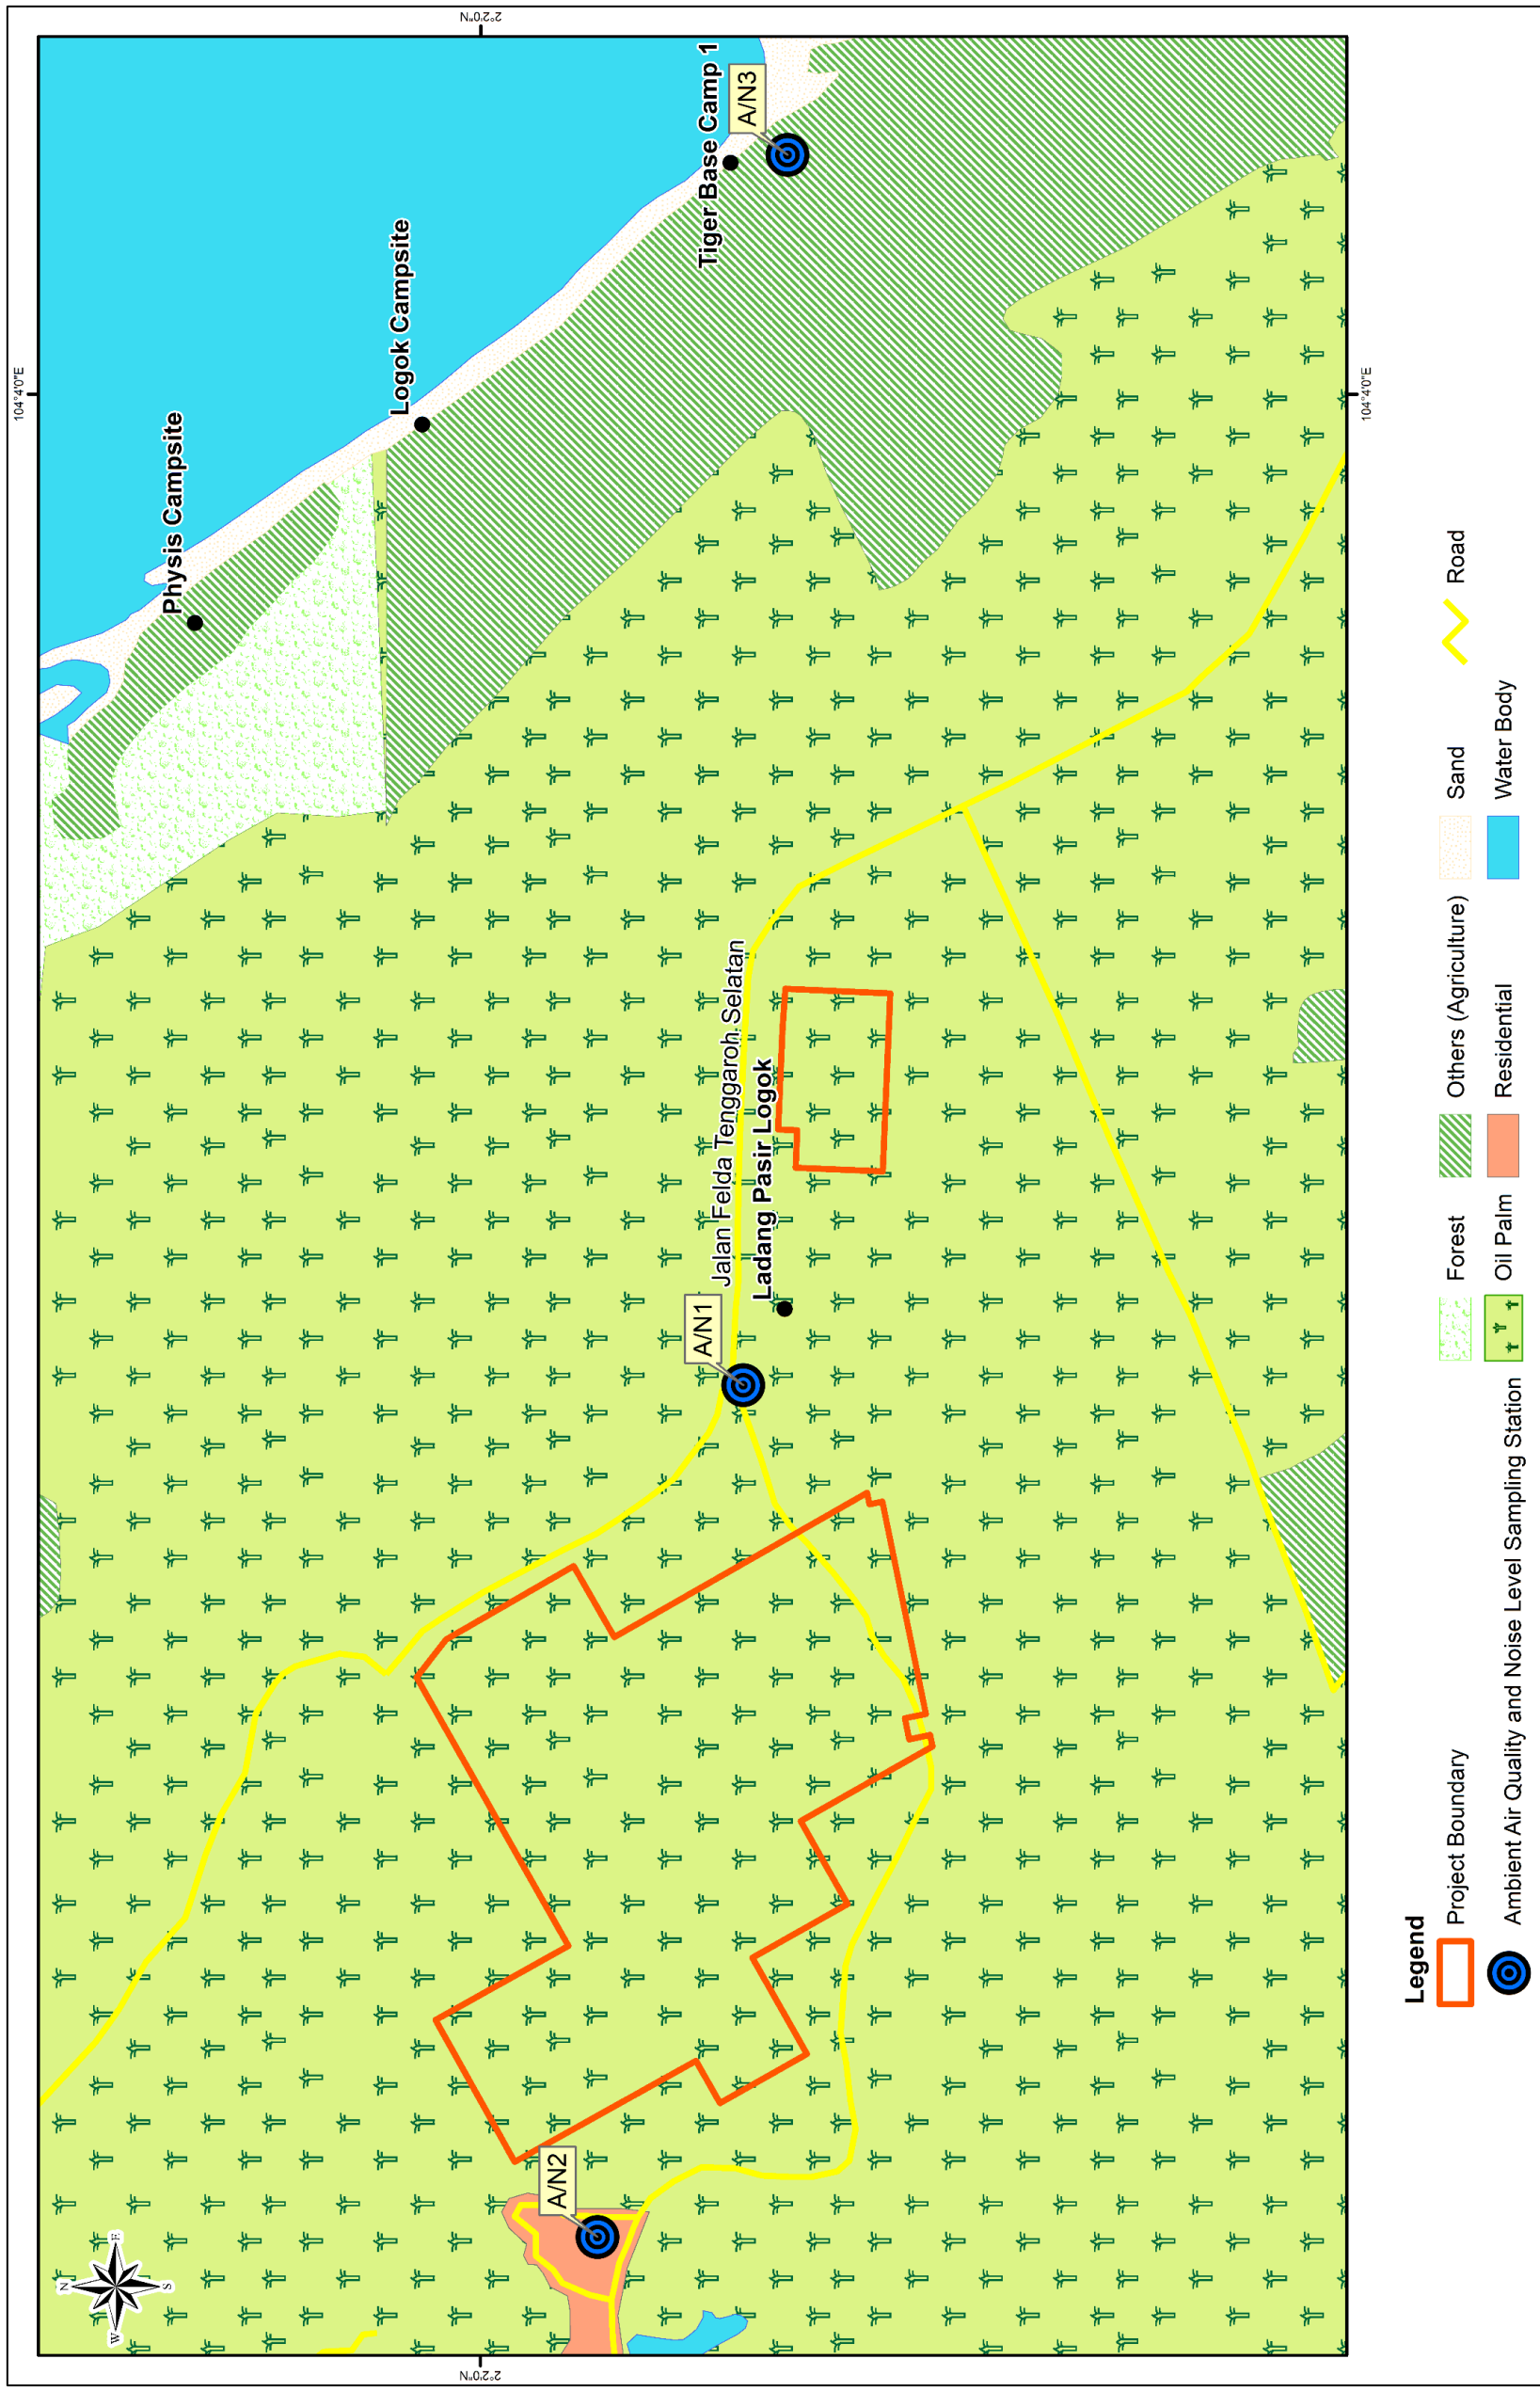 104°4'0"E
2°2'0"N
2°2'0"N
N
W
E
S
Physis Campsite
Logok Campsite
Tiger Base Camp 1
A/N3
A/N2
A/N1
Jalan Felda Tenggaroh Selatan
Ladang Pasir Logok
104°4'0"E
Legend
Project Boundary
Forest
Others (Agriculture)
Sand
Road
Ambient Air Quality and Noise Level Sampling Station
Oil Palm
Residential
Water Body